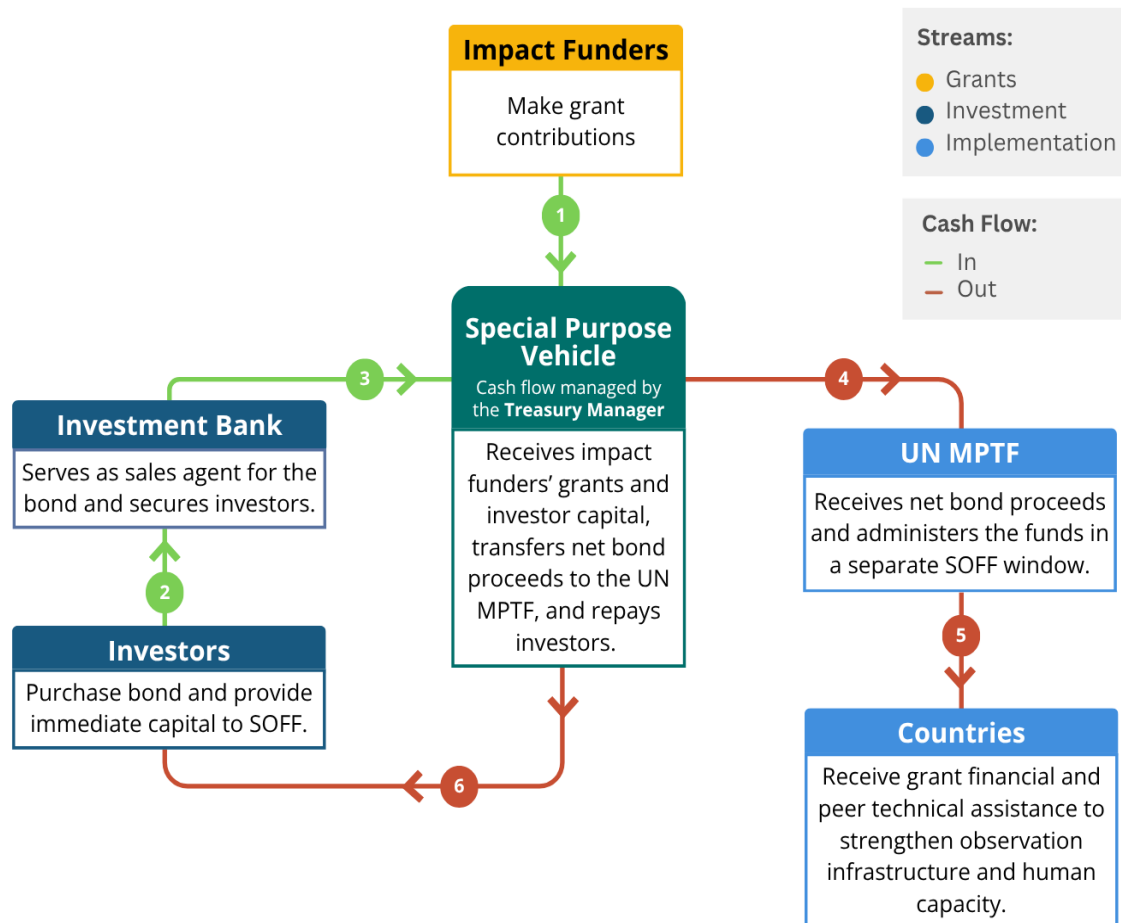 Impact Funders
Make grant
contributions
Streams:
Grants
Investment
Implementation
Cash Flow:
In
Out
1
Special Purpose
Vehicle
Cash flow managed by
the Treasury Manager
Receives impact
funders’ grants and
investor capital,
transfers net bond
proceeds to the UN
MPTF, and repays
investors.
3
Investment Bank
Serves as sales agent for the
bond and secures investors.
2
Investors
Purchase bond and provide
immediate capital to SOFF.
4
UN MPTF
Receives net bond proceeds
and administers the funds in
a separate SOFF window.
5
Countries
Receive grant financial and
peer technical assistance to
strengthen observation
infrastructure and human
capacity.
6